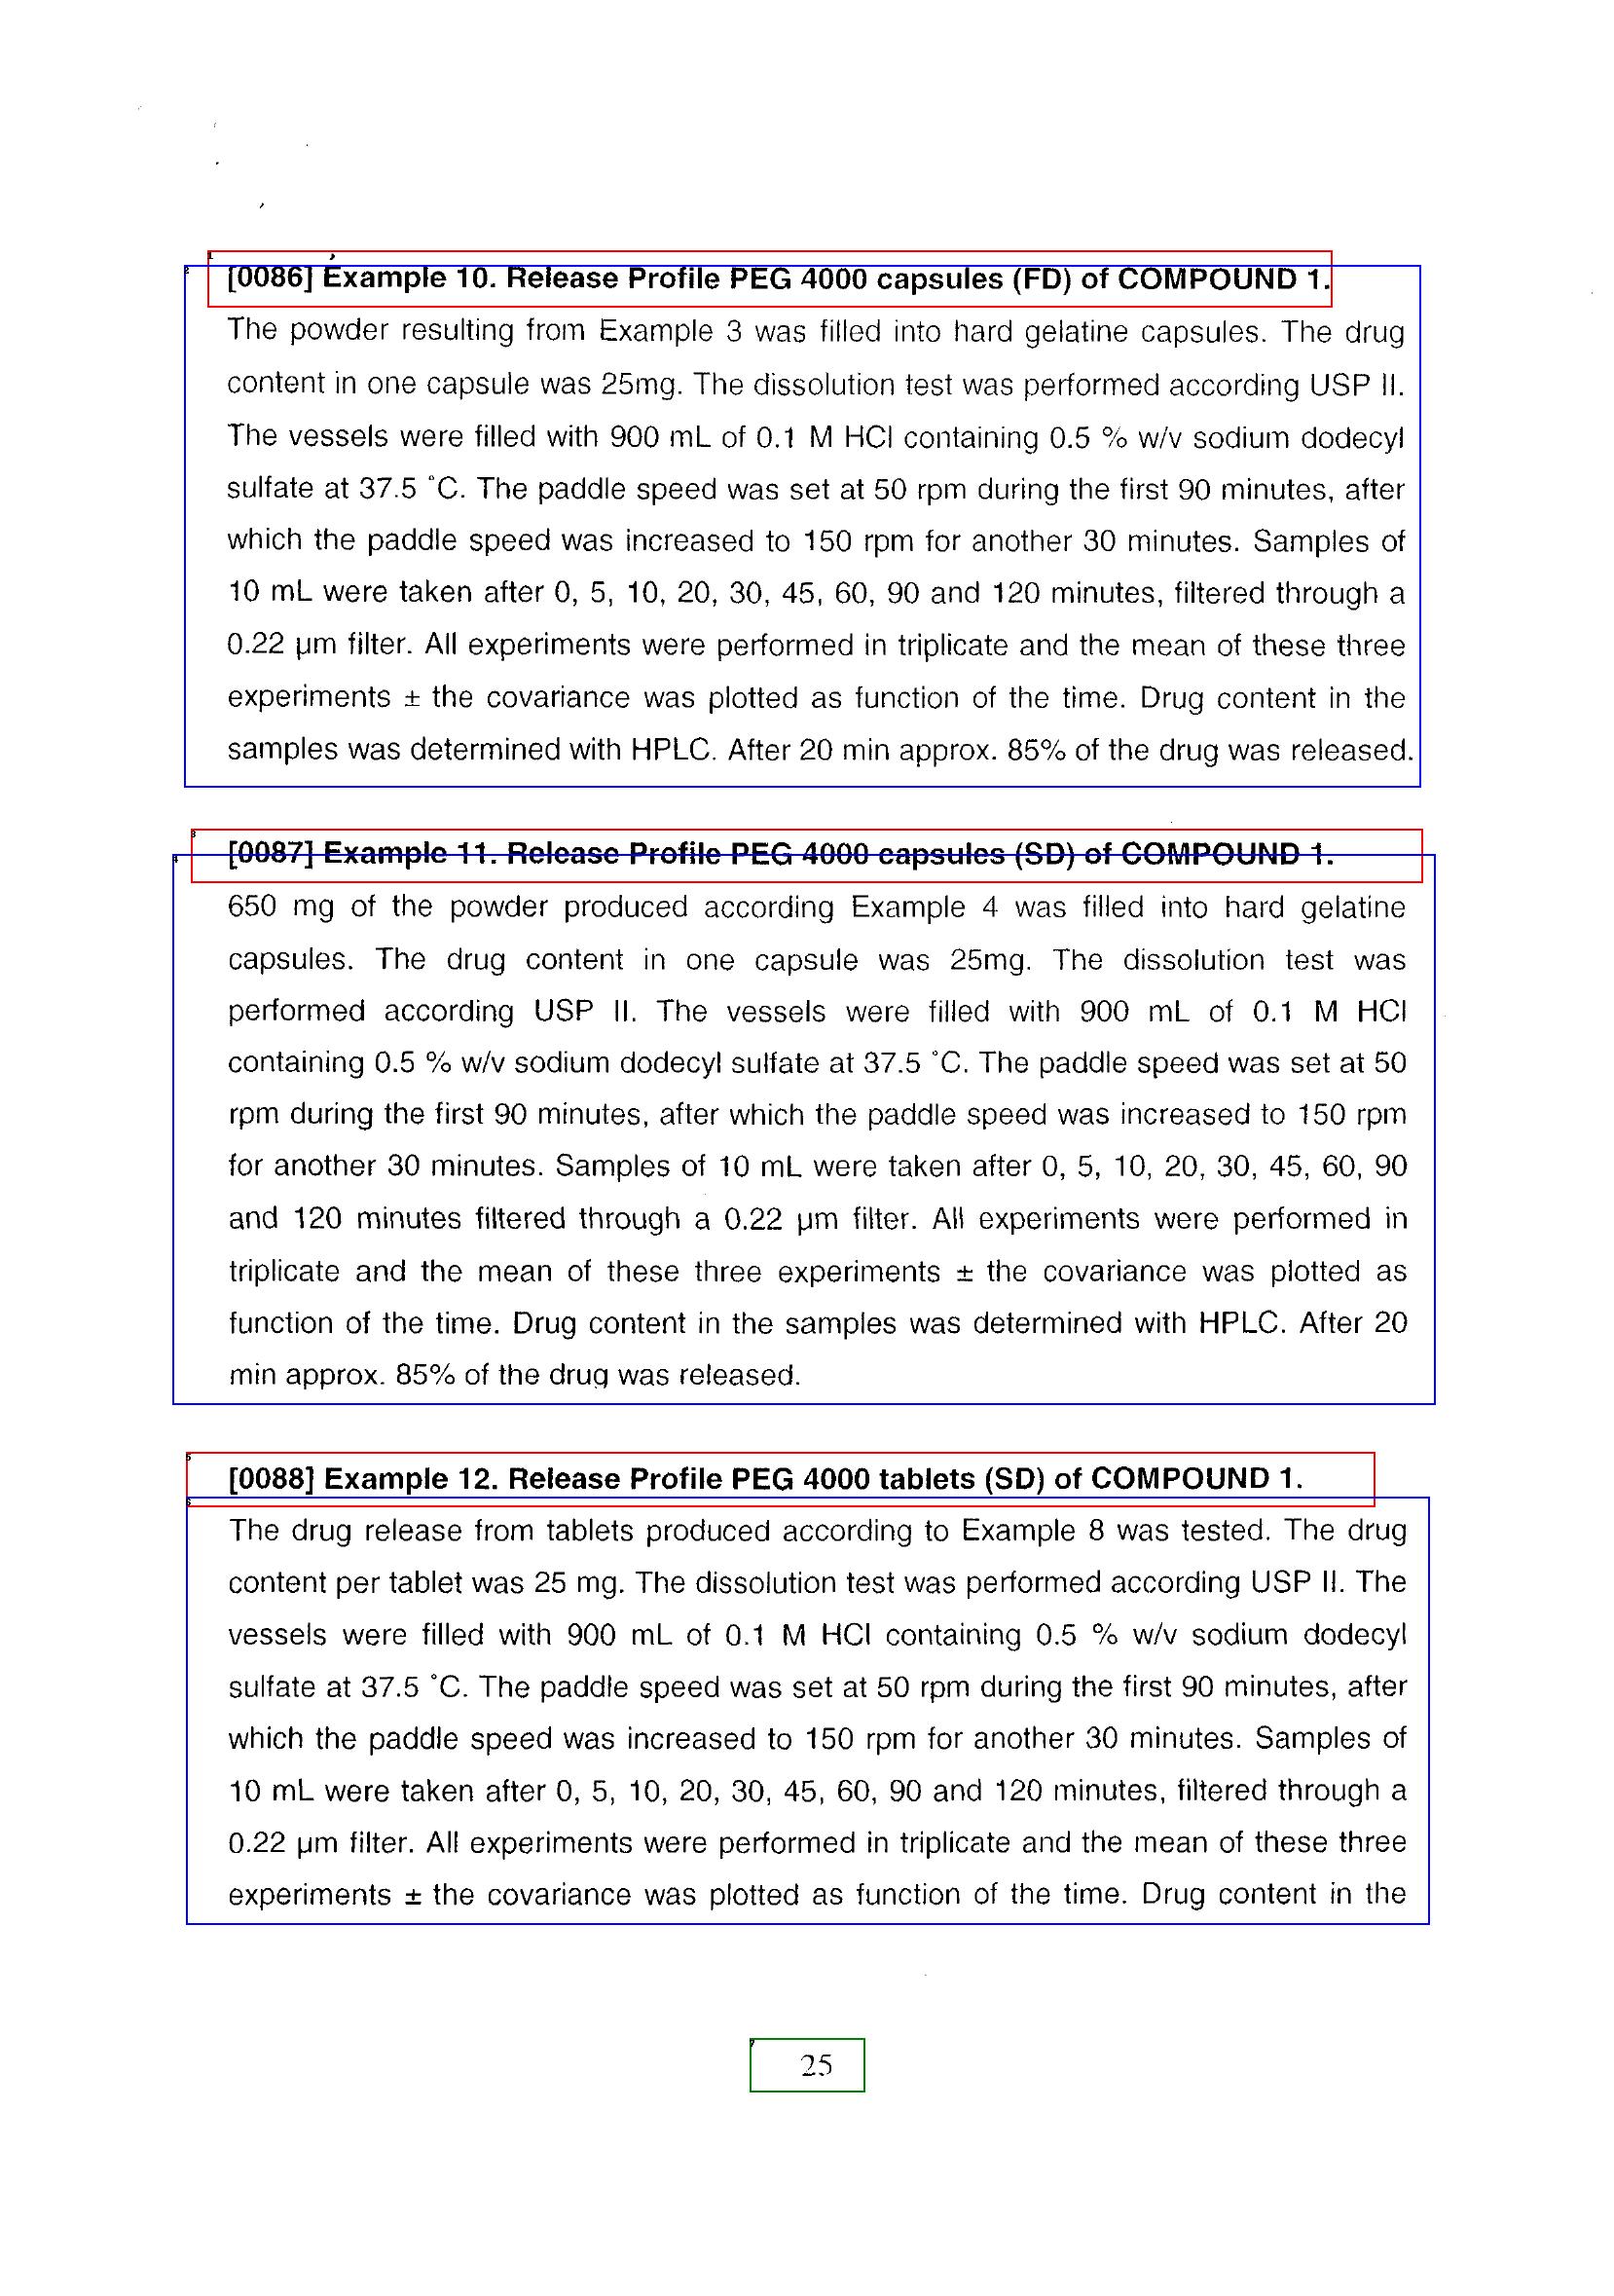 [0086] Example 10. Release Profile PEG 4000 capsules (FD) of COMPOUND 1.
The powder resulting from Example 3 was filled into hard gelatine capsules. The drug
content in one capsule was 25mg. The dissolution test was performed according USP II.
The vessels were filled with 900 mL of 0.1 M HCl containing 0.5 % w/v sodium dodecyl
sulfate at 37.5 ˚C. The paddle speed was set at 50 rpm during the first 90 minutes, after
which the paddle speed was increased to 150 rpm for another 30 minutes. Samples of
10 mL were taken after 0, 5, 10, 20, 30, 45, 60, 90 and 120 minutes, filtered through a
0.22 µm filter. All experiments were performed in triplicate and the mean of these three
experiments ± the covariance was plotted as function of the time. Drug content in the
samples was determined with HPLC. After 20 min approx. 85% of the drug was released.
[0087] Example 11. Release Profile PEG 4000 capsules (SD) of COMPOUND 1.
650 mg of the powder produced according Example 4 was filled into hard gelatine
capsules. The drug content in one capsule was 25mg. The dissolution test was
performed according USP II. The vessels were filled with 900 mL of 0.1 M HCl
containing 0.5 % w/v sodium dodecyl sulfate at 37.5 ˚C. The paddle speed was set at 50
rpm during the first 90 minutes, after which the paddle speed was increased to 150 rpm
for another 30 minutes. Samples of 10 mL were taken after 0, 5, 10, 20, 30, 45, 60, 90
and 120 minutes filtered through a 0.22 µm filter. All experiments were performed in
triplicate and the mean of these three experiments ± the covariance was plotted as
function of the time. Drug content in the samples was determined with HPLC. After 20
min approx. 85% of the drug was released.
[0088] Example 12. Release Profile PEG 4000 tablets (SD) of COMPOUND 1.
The drug release from tablets produced according to Example 8 was tested. The drug
content per tablet was 25 mg. The dissolution test was performed according USP II. The
vessels were filled with 900 mL of 0.1 M HCl containing 0.5 % w/v sodium dodecyl
sulfate at 37.5 ˚C. The paddle speed was set at 50 rpm during the first 90 minutes, after
which the paddle speed was increased to 150 rpm for another 30 minutes. Samples of
10 mL were taken after 0, 5, 10, 20, 30, 45, 60, 90 and 120 minutes, filtered through a
0.22 µm filter. All experiments were performed in triplicate and the mean of these three
experiments ± the covariance was plotted as function of the time. Drug content in the
25